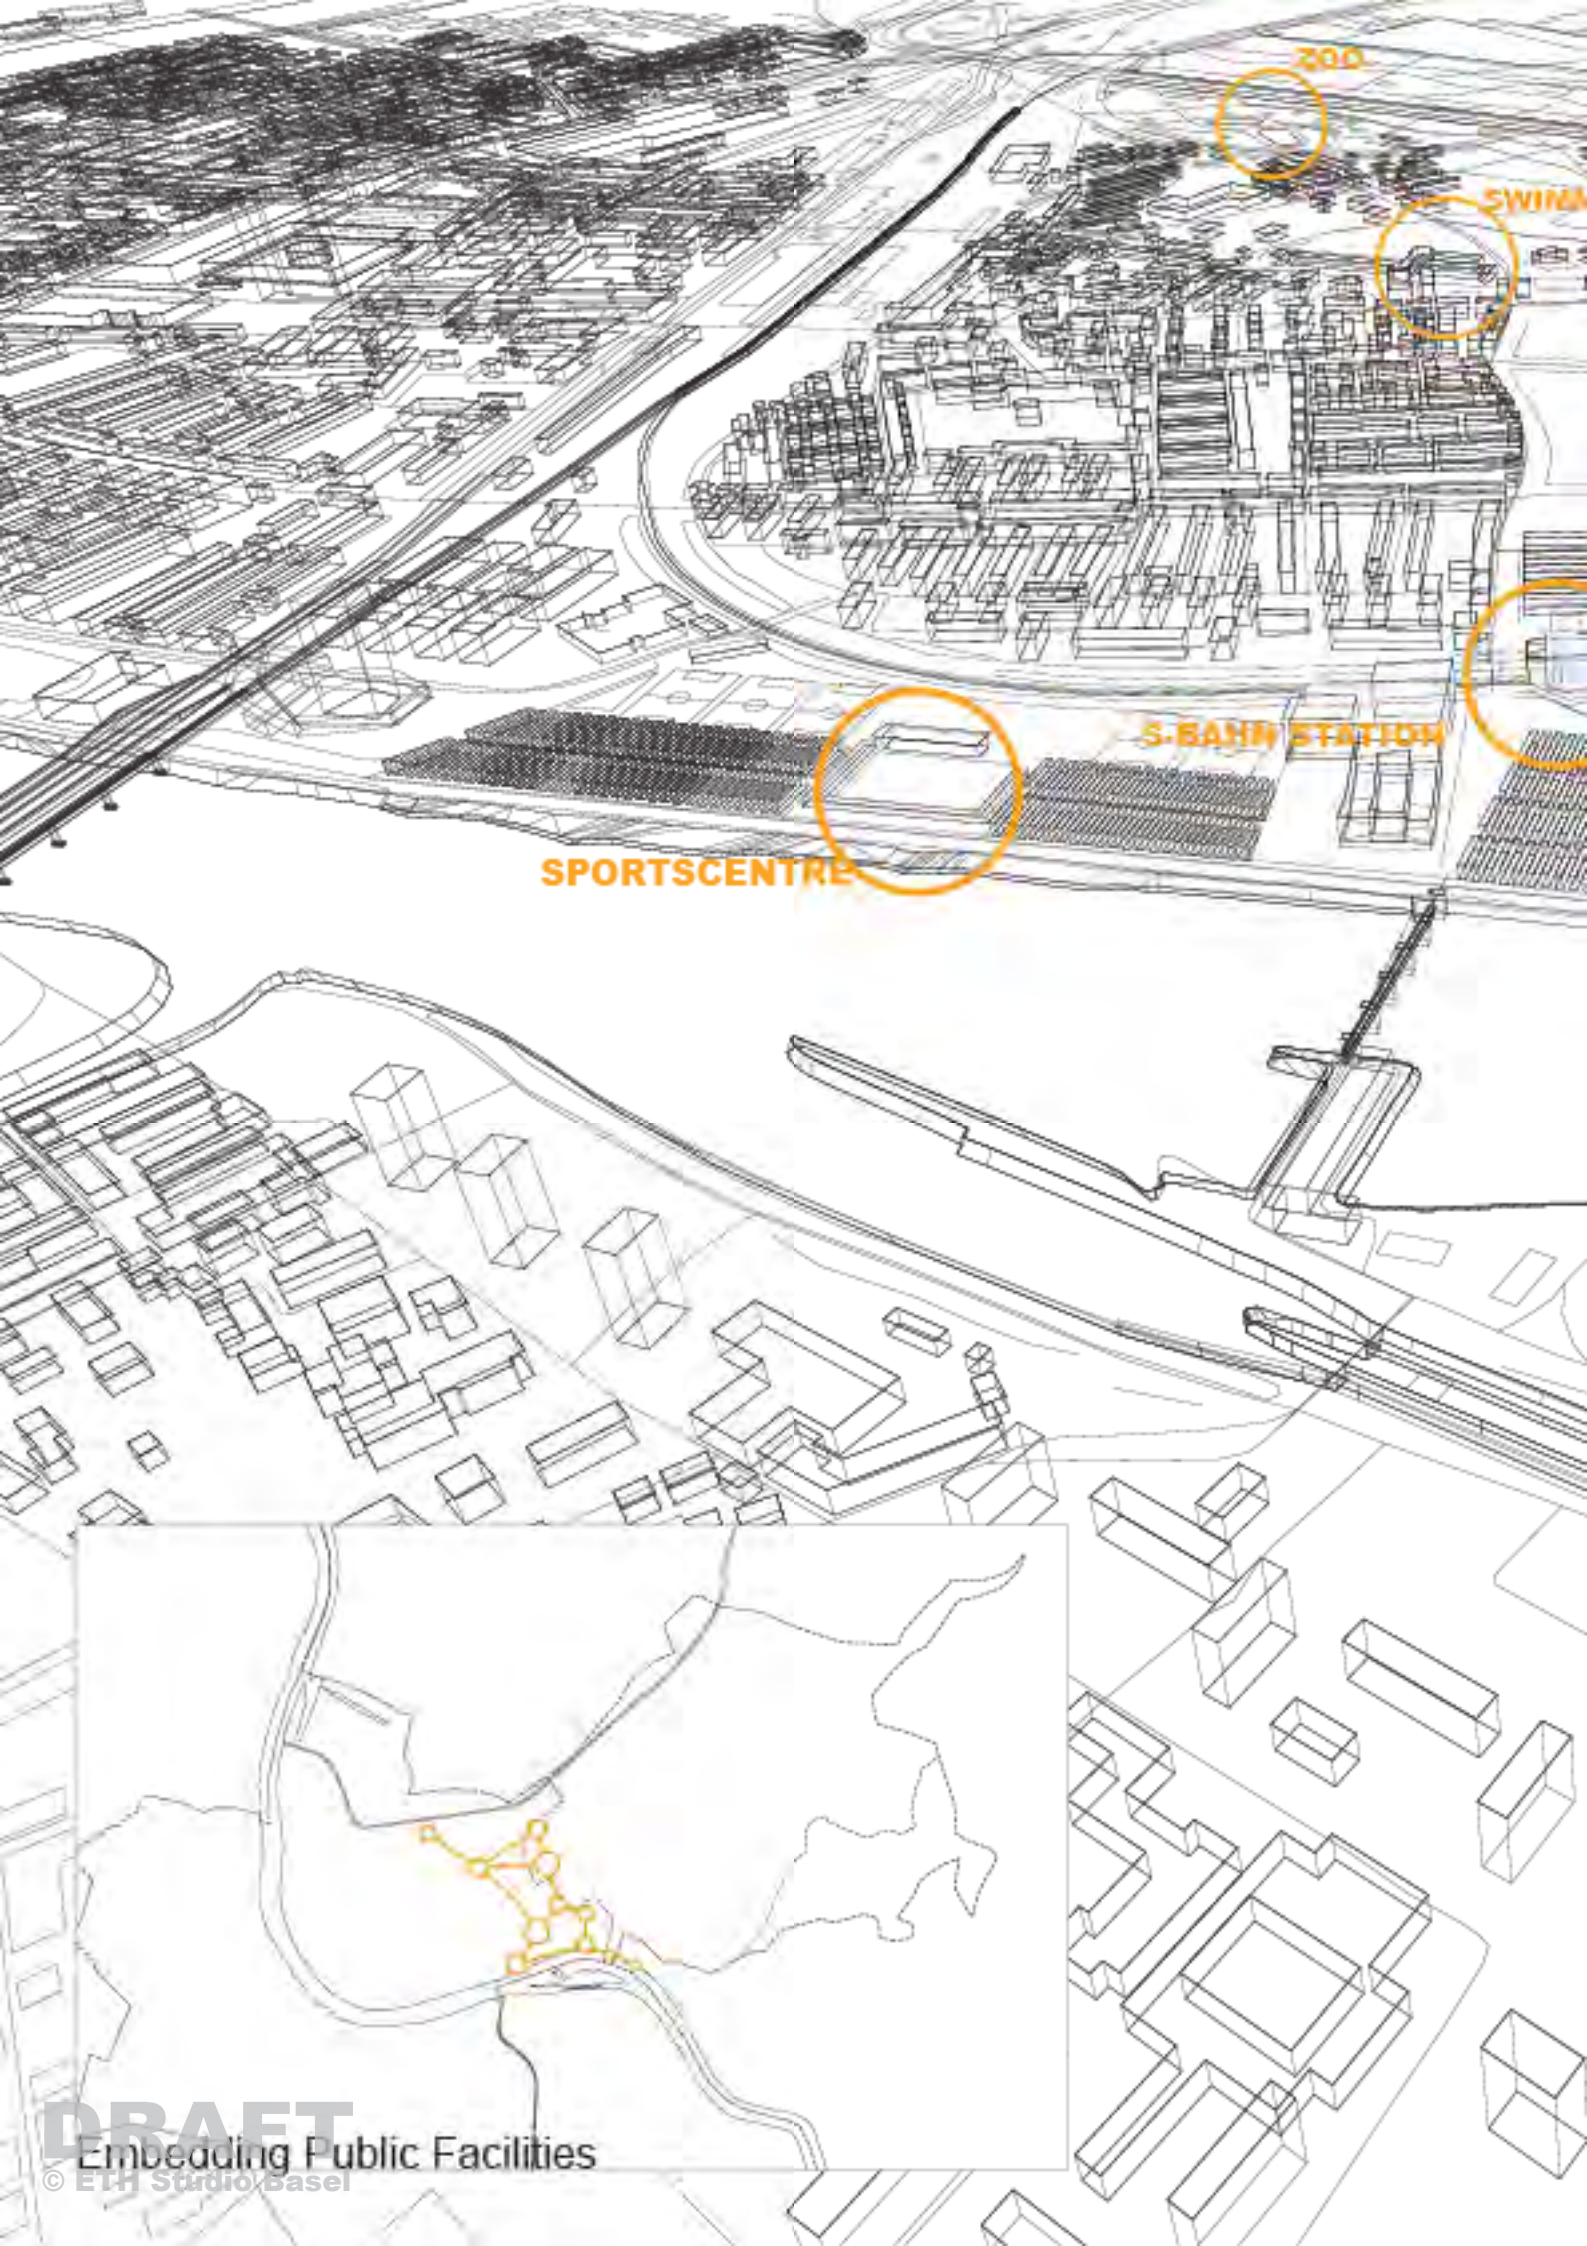 ZOO
SWIMM
S-BAHN STATION
SPORTSCENTRE
DRAFT
Embedding Public Facilities
© ETH Studio Basel